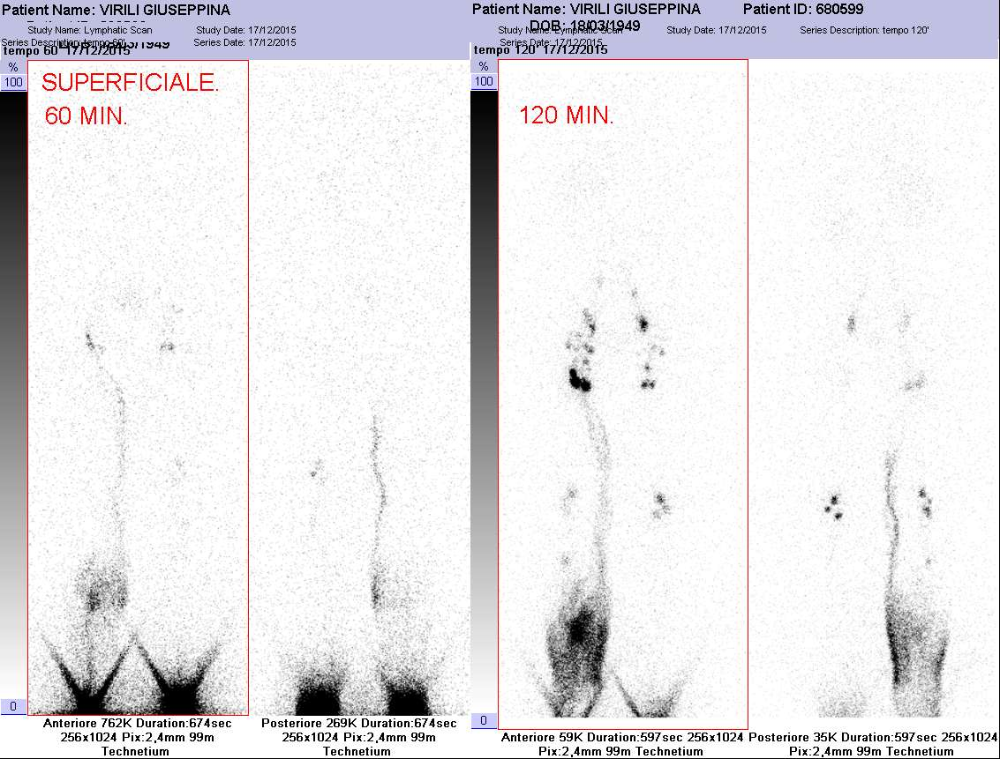 Patient Name: VIRILI GIUSEPPINA
Study Name: Lymphatic Scan Study Date: 17/12/2015
Series Description: tempo 60' Series Date: 17/12/2015
tempo 60' 17/12/2015
%
100
SUPERFICIALE.
60 MIN.
0
Anteriore 762K Duration:674sec
256x1024 Pix:2,4mm 99m
Technetium
Posteriore 269K Duration:674sec
256x1024 Pix:2,4mm 99m
Technetium
Patient Name: VIRILI GIUSEPPINA Patient ID: 680599
DOB: 18/03/1949
Study Name: Lymphatic Scan Study Date: 17/12/2015 Series Description: tempo 120'
Series Date: 17/12/2015
tempo 120' 17/12/2015
%
100
120 MIN.
0
Anteriore 59K Duration:597sec 256x1024
Pix:2,4mm 99m Technetium
Posteriore 35K Duration:597sec 256x1024
Pix:2,4mm 99m Technetium